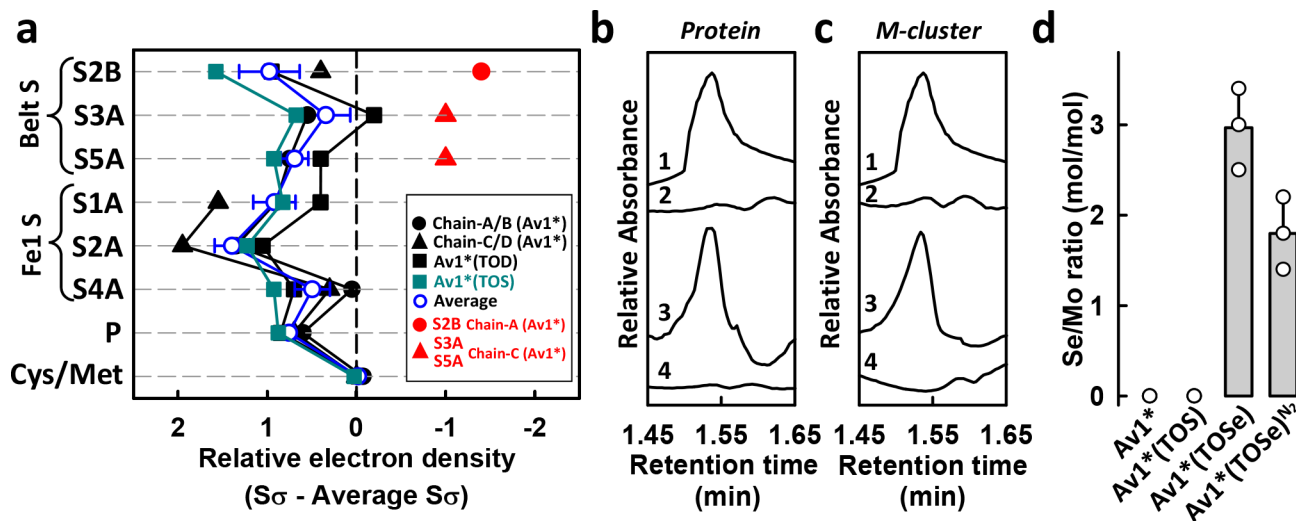 a
Belt S
Fe1 S
S2B
S3A
S5A
S1A
S2A
S4A
P
Cys/Met
2 1 0 -1 -2
Relative electron density
(Sσ - Average Sσ)
Chain-A/B (Av1*)
Chain-C/D (Av1*)
Av1*(TOD)
Av1*(TOS)
Average
S2B Chain-A (Av1*)
S3A
S5A Chain-C (Av1*)
b Protein
Relative Absorbance
1
2
3
4
1.45 1.55 1.65
Retention time
(min)
c M-cluster
Relative Absorbance
1
2
3
4
1.45 1.55 1.65
Retention time
(min)
d
Se/Mo ratio (mol/mol)
3
2
1
0
Av1*
Av1*(TOS)
Av1*(TOSe)
Av1*(TOSe)N2